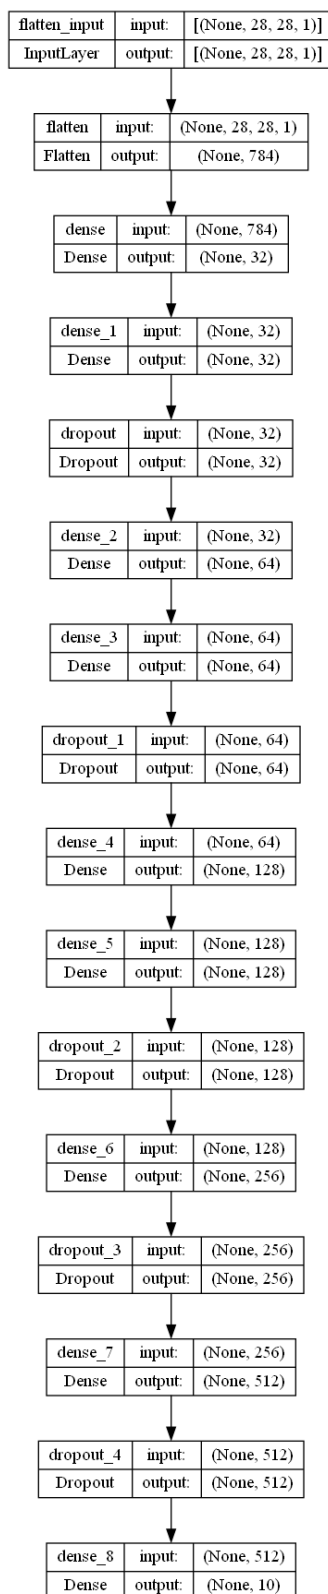 flatten_input input: [(None, 28, 28, 1)]
InputLayer output: [(None, 28, 28, 1)]
flatten input: (None, 28, 28, 1)
Flatten output: (None, 784)
dense input: (None, 784)
Dense output: (None, 32)
dense_1 input: (None, 32)
Dense output: (None, 32)
dropout input: (None, 32)
Dropout output: (None, 32)
dense_2 input: (None, 32)
Dense output: (None, 64)
dense_3 input: (None, 64)
Dense output: (None, 64)
dropout_1 input: (None, 64)
Dropout output: (None, 64)
dense_4 input: (None, 64)
Dense output: (None, 128)
dense_5 input: (None, 128)
Dense output: (None, 128)
dropout_2 input: (None, 128)
Dropout output: (None, 128)
dense_6 input: (None, 128)
Dense output: (None, 256)
dropout_3 input: (None, 256)
Dropout output: (None, 256)
dense_7 input: (None, 256)
Dense output: (None, 512)
dropout_4 input: (None, 512)
Dropout output: (None, 512)
dense_8 input: (None, 512)
Dense output: (None, 10)